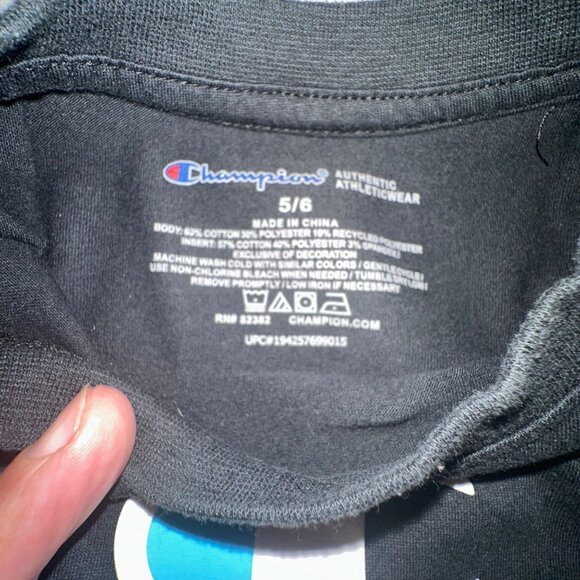 Champion® AUTHENTIC ATHLETICWEAR
5/6
MADE IN CHINA
BODY: 63% COTTON 30% POLYESTER 10% RECYCLED POLYESTER
INSERT: 57% COTTON 40% POLYESTER 3% SPANDEX
EXCLUSIVE OF DECORATION
MACHINE WASH COLD WITH SIMILAR COLORS / GENTLE CYCLE /
USE NON-CHLORINE BLEACH WHEN NEEDED / TUMBLE DRY LOW /
REMOVE PROMPTLY / LOW IRON IF NECESSARY
RN# 82382 CHAMPION.COM
UPC#194257699015